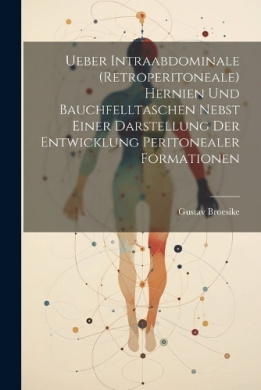 Ueber Intraabdominale
(Retroperitoneale)
Hernien Und
Bauchfelltaschen Nebst
Einer Darstellung Der
Entwicklung Peritonealer
Formationen
Gustav Broesike